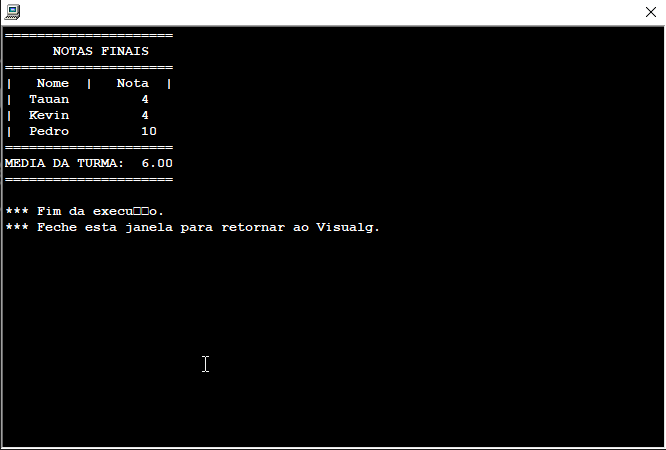 =====================
      NOTAS FINAIS
=====================
|   Nome  |   Nota  |
|  Tauan         4
|  Kevin         4
|  Pedro         10
=====================
MEDIA DA TURMA:  6.00
=====================
*** Fim da execu□□o.
*** Feche esta janela para retornar ao Visualg.